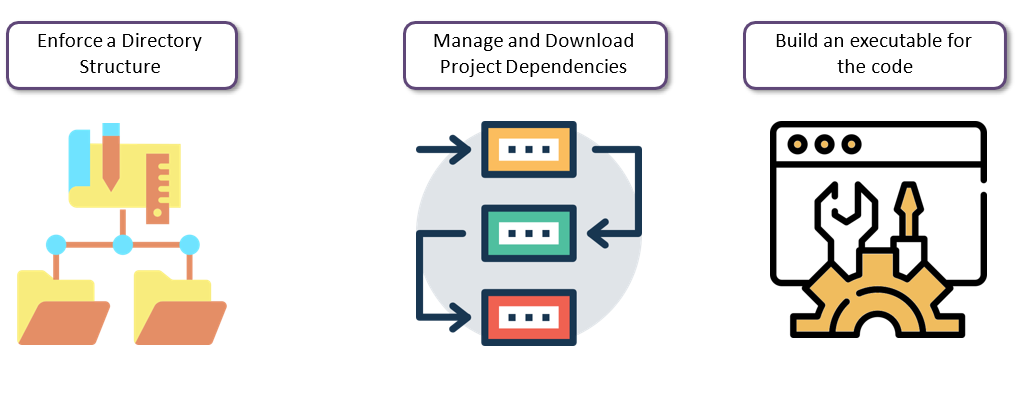 Enforce a Directory
Structure
Manage and Download
Project Dependencies
Build an executable for
the code